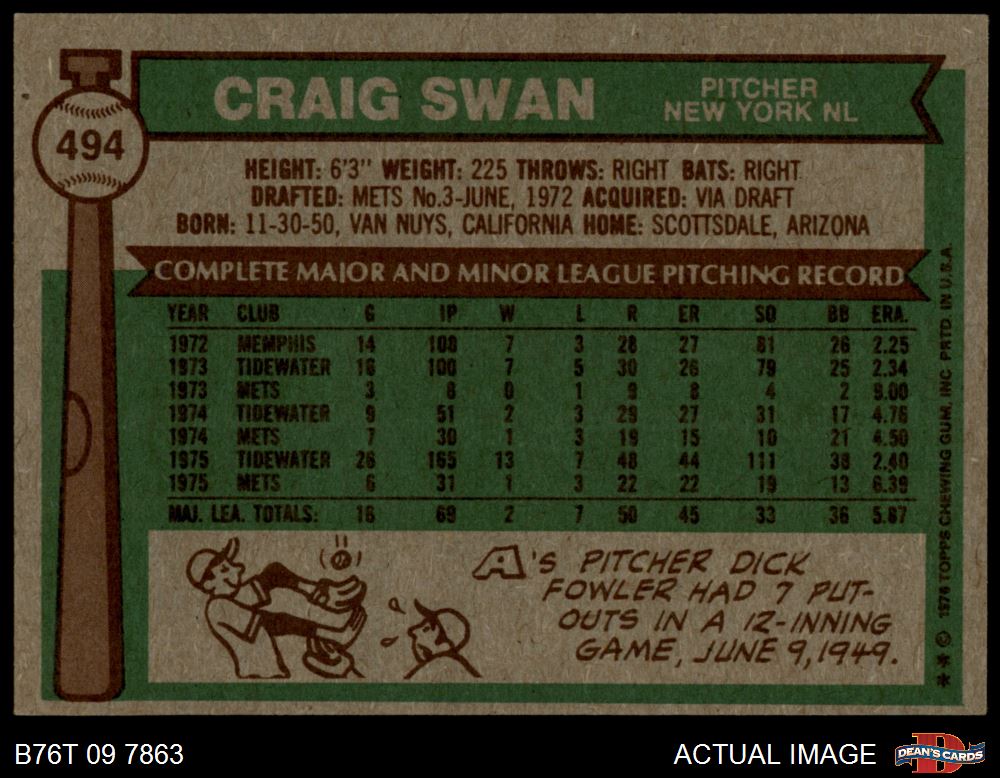 494
CRAIG SWAN
PITCHER
NEW YORK NL
HEIGHT: 6'3" WEIGHT: 225 THROWS: RIGHT BATS: RIGHT
DRAFTED: METS No.3-JUNE, 1972 ACQUIRED: VIA DRAFT
BORN: 11-30-50, VAN NUYS, CALIFORNIA HOME: SCOTTSDALE, ARIZONA
COMPLETE MAJOR AND MINOR LEAGUE PITCHING RECORD
YEAR CLUB G IP W L R ER SO BB ERA.
1972 MEMPHIS 14 108 7 3 28 27 81 26 2.25
1973 TIDEWATER 16 100 7 5 30 26 79 25 2.34
1973 METS 3 8 0 1 9 8 4 2 9.00
1974 TIDEWATER 9 51 2 3 29 27 31 17 4.76
1974 METS 7 30 1 3 19 15 10 21 4.50
1975 TIDEWATER 26 165 13 7 48 44 111 38 2.40
1975 METS 6 31 1 3 22 22 19 13 6.39
MAJ. LEA. TOTALS: 16 69 2 7 50 45 33 36 5.87
A'S PITCHER DICK
FOWLER HAD 7 PUT-
OUTS IN A 12-INNING
GAME, JUNE 9, 1949.
** © 1976 TOPPS CHEWING GUM, INC. PRTD. IN U.S.A.
B76T 09 7863
ACTUAL IMAGE
DEAN'S CARDS